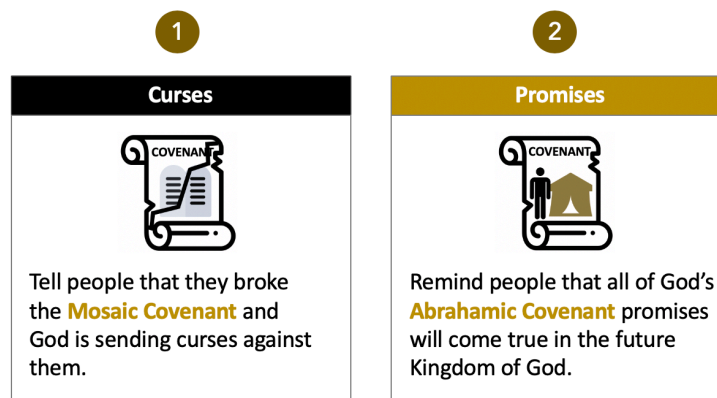 1
Curses
COVENANT
Tell people that they broke
the Mosaic Covenant and
God is sending curses against
them.
2
Promises
COVENANT
Remind people that all of God's
Abrahamic Covenant promises
will come true in the future
Kingdom of God.